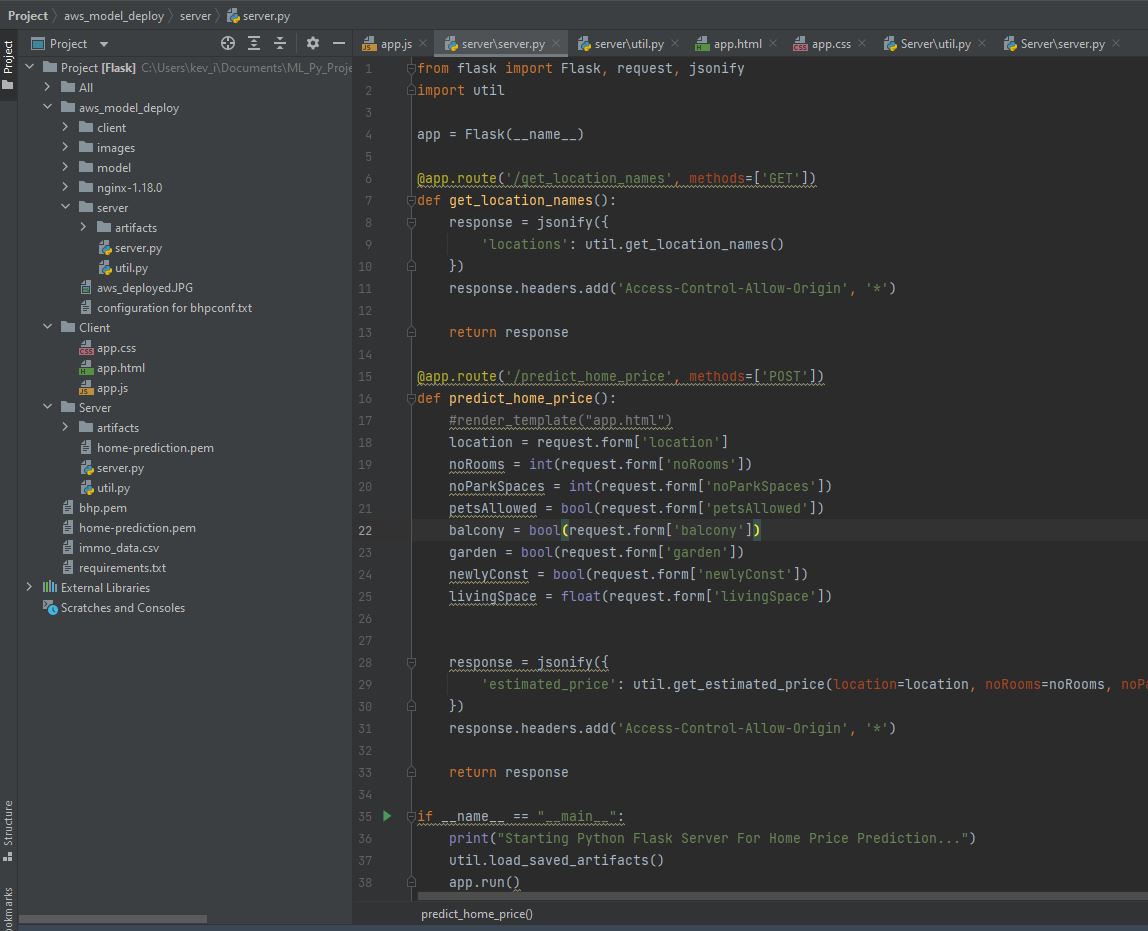 Project aws_model_deploy server server.py
Project
app.js server\server.py server\util.py app.html app.css Server\util.py Server\server.py
Project
Project [Flask] C:\Users\kev_i\Documents\ML_Py_Proje
All
aws_model_deploy
client
images
model
nginx-1.18.0
server
artifacts
server.py
util.py
aws_deployed.JPG
configuration for bhpconf.txt
Client
app.css
app.html
app.js
Server
artifacts
home-prediction.pem
server.py
util.py
bhp.pem
home-prediction.pem
immo_data.csv
requirements.txt
External Libraries
Scratches and Consoles
Structure
ookmarks
1 from flask import Flask, request, jsonify
2 import util
3
4 app = Flask(__name__)
5
6 @app.route('/get_location_names', methods=['GET'])
7 def get_location_names():
8 response = jsonify({
9 'locations': util.get_location_names()
10 })
11 response.headers.add('Access-Control-Allow-Origin', '*')
12
13 return response
14
15 @app.route('/predict_home_price', methods=['POST'])
16 def predict_home_price():
17 #render_template("app.html")
18 location = request.form['location']
19 noRooms = int(request.form['noRooms'])
20 noParkSpaces = int(request.form['noParkSpaces'])
21 petsAllowed = bool(request.form['petsAllowed'])
22 balcony = bool(request.form['balcony'])
23 garden = bool(request.form['garden'])
24 newlyConst = bool(request.form['newlyConst'])
25 livingSpace = float(request.form['livingSpace'])
26
27
28 response = jsonify({
29 'estimated_price': util.get_estimated_price(location=location, noRooms=noRooms, noPa
30 })
31 response.headers.add('Access-Control-Allow-Origin', '*')
32
33 return response
34
35 if __name__ == "__main__":
36 print("Starting Python Flask Server For Home Price Prediction...")
37 util.load_saved_artifacts()
38 app.run()
predict_home_price()